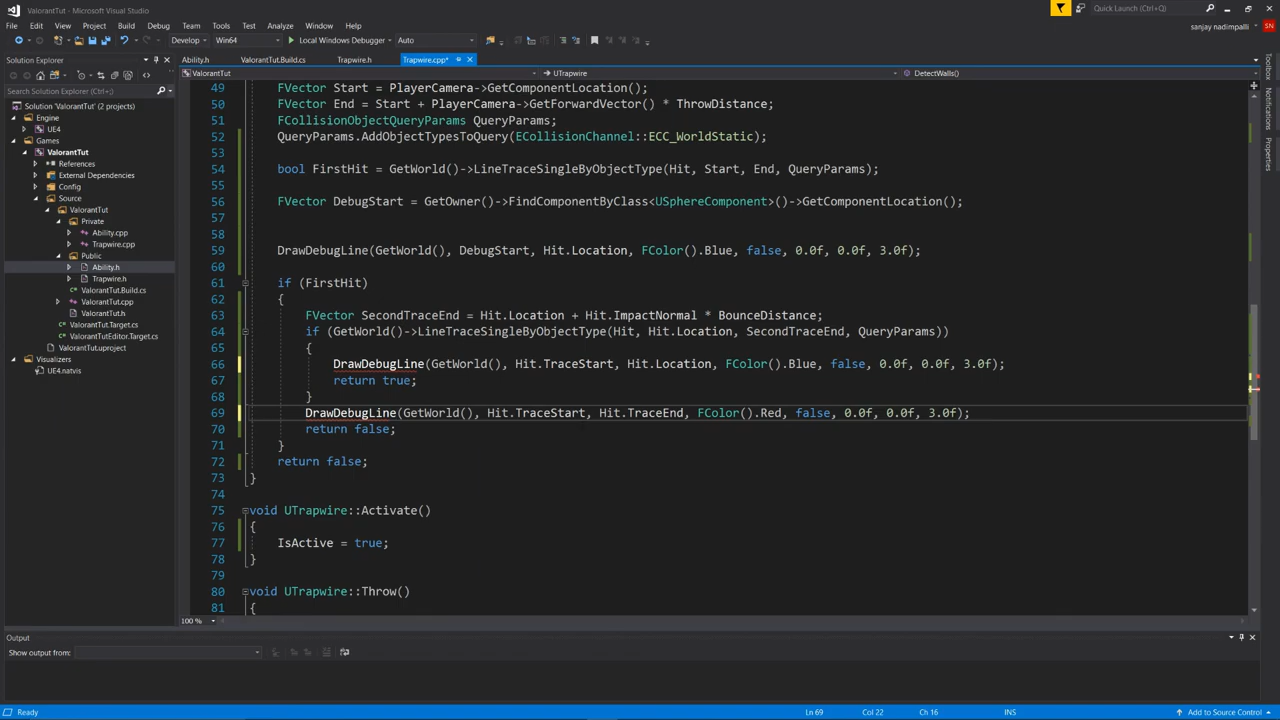 ValorantTut - Microsoft Visual Studio
Quick Launch (Ctrl+Q)
File Edit View Project Build Debug Team Tools Test Analyze Window Help
sanjay nadimpalli SN
Develop Win64 Local Windows Debugger Auto
Solution Explorer
Ability.h ValorantTut.Build.cs Trapwire.h Trapwire.cpp*
ValorantTut UTrapwire DetectWalls()
Search Solution Explorer (Ctrl+;)
Solution 'ValorantTut' (2 projects)
Engine
UE4
Games
ValorantTut
References
External Dependencies
Config
Source
ValorantTut
Private
Ability.cpp
Trapwire.cpp
Public
Ability.h
Trapwire.h
ValorantTut.Build.cs
ValorantTut.cpp
ValorantTut.h
ValorantTut.Target.cs
ValorantTutEditor.Target.cs
ValorantTut.uproject
Visualizers
UE4.natvis
49 FVector Start = PlayerCamera->GetComponentLocation();
50 FVector End = Start + PlayerCamera->GetForwardVector() * ThrowDistance;
51 FCollisionObjectQueryParams QueryParams;
52 QueryParams.AddObjectTypesToQuery(ECollisionChannel::ECC_WorldStatic);
53
54 bool FirstHit = GetWorld()->LineTraceSingleByObjectType(Hit, Start, End, QueryParams);
55
56 FVector DebugStart = GetOwner()->FindComponentByClass<USphereComponent>()->GetComponentLocation();
57
58
59 DrawDebugLine(GetWorld(), DebugStart, Hit.Location, FColor().Blue, false, 0.0f, 0.0f, 3.0f);
60
61 if (FirstHit)
62 {
63 FVector SecondTraceEnd = Hit.Location + Hit.ImpactNormal * BounceDistance;
64 if (GetWorld()->LineTraceSingleByObjectType(Hit, Hit.Location, SecondTraceEnd, QueryParams))
65 {
66 DrawDebugLine(GetWorld(), Hit.TraceStart, Hit.Location, FColor().Blue, false, 0.0f, 0.0f, 3.0f);
67 return true;
68 }
69 DrawDebugLine(GetWorld(), Hit.TraceStart, Hit.TraceEnd, FColor().Red, false, 0.0f, 0.0f, 3.0f);
70 return false;
71 }
72 return false;
73 }
74
75 void UTrapwire::Activate()
76 {
77 IsActive = true;
78 }
79
80 void UTrapwire::Throw()
81 {
100 %
Output
Show output from:
Toolbox
Notifications
Properties
Ready Ln 69 Col 22 Ch 16 INS Add to Source Control